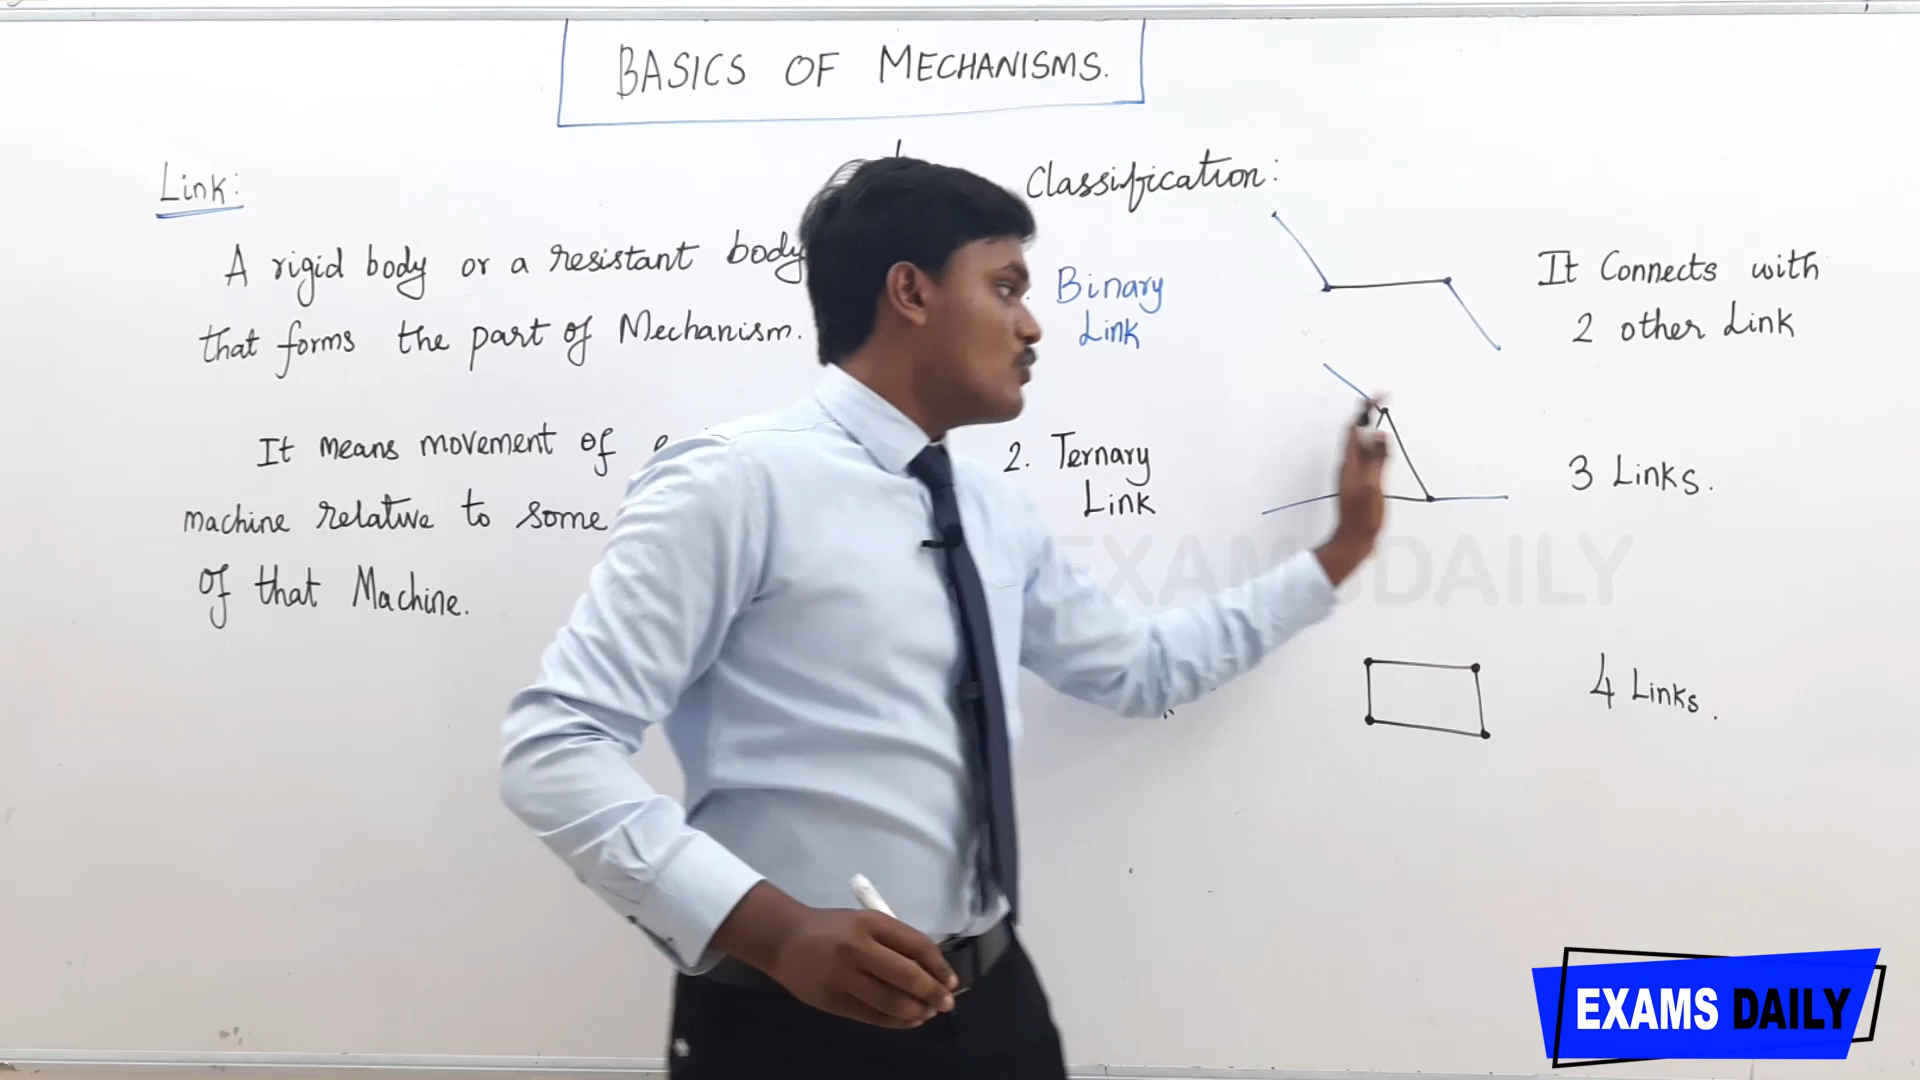 BASICS OF MECHANISMS.
Link:
A rigid body or a resistant body
that forms the part of Mechanism.
It means movement of
machine relative to some
of that Machine.
Classification:
Binary
Link
It Connects with
2 other Link
2. Ternary
Link
3 Links.
4 Links.
EXAMSDAILY
EXAMS DAILY